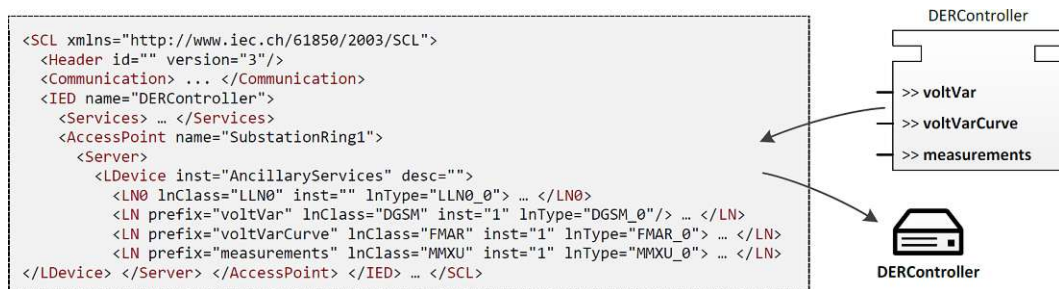 <SCL xmlns="http://www.iec.ch/61850/2003/SCL">
<Header id="" version="3"/>
<Communication> ... </Communication>
<IED name="DERController">
<Services> … </Services>
<AccessPoint name="SubstationRing1">
<Server>
<LDevice inst="AncillaryServices" desc="">
<LN0 lnClass="LLN0" inst="" lnType="LLN0_0"> … </LN0>
<LN prefix="voltVar" lnClass="DGSM" inst="1" lnType="DGSM_0"/> … </LN>
<LN prefix="voltVarCurve" lnClass="FMAR" inst="1" lnType="FMAR_0"> … </LN>
<LN prefix="measurements" lnClass="MMXU" inst="1" lnType="MMXU_0"> … </LN>
</LDevice> </Server> </AccessPoint> </IED> … </SCL>
DERController
>> voltVar
>> voltVarCurve
>> measurements
DERController